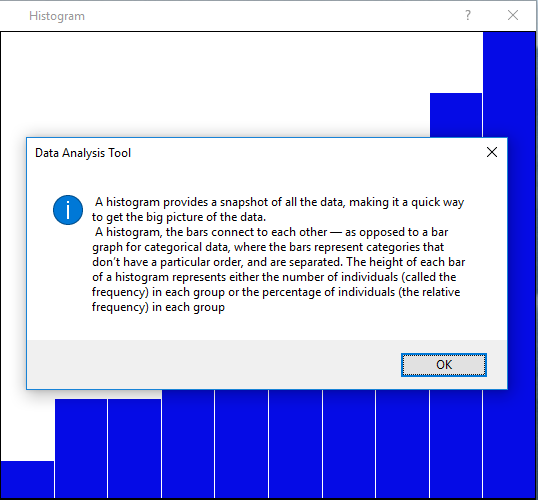 Histogram
?
Data Analysis Tool
A histogram provides a snapshot of all the data, making it a quick way
to get the big picture of the data.
A histogram, the bars connect to each other — as opposed to a bar
graph for categorical data, where the bars represent categories that
don't have a particular order, and are separated. The height of each bar
of a histogram represents either the number of individuals (called the
frequency) in each group or the percentage of individuals (the relative
frequency) in each group
OK